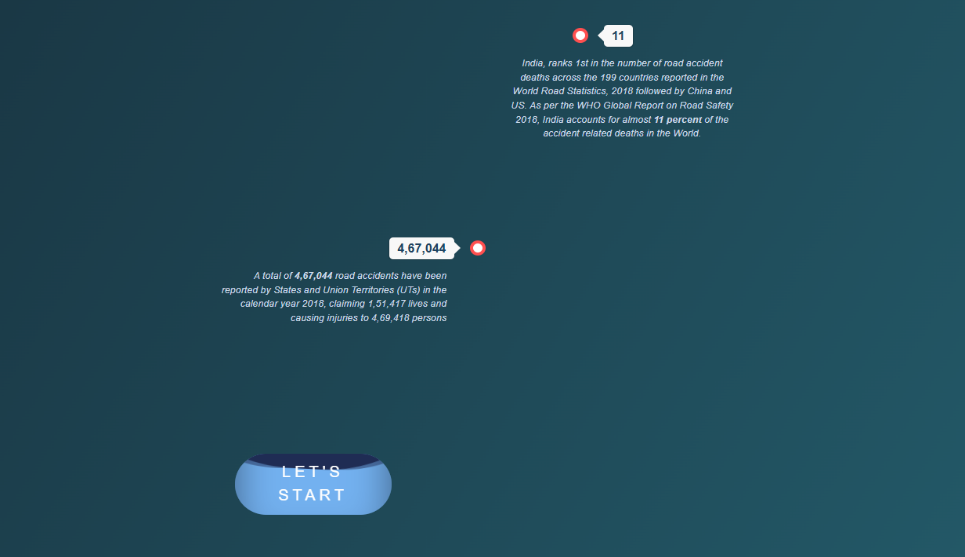 11
India, ranks 1st in the number of road accident
deaths across the 199 countries reported in the
World Road Statistics, 2018 followed by China and
US. As per the WHO Global Report on Road Safety
2018, India accounts for almost 11 percent of the
accident related deaths in the World.
4,67,044
A total of 4,67,044 road accidents have been
reported by States and Union Territories (UTs) in the
calendar year 2018, claiming 1,51,417 lives and
causing injuries to 4,69,418 persons
LET'S
START